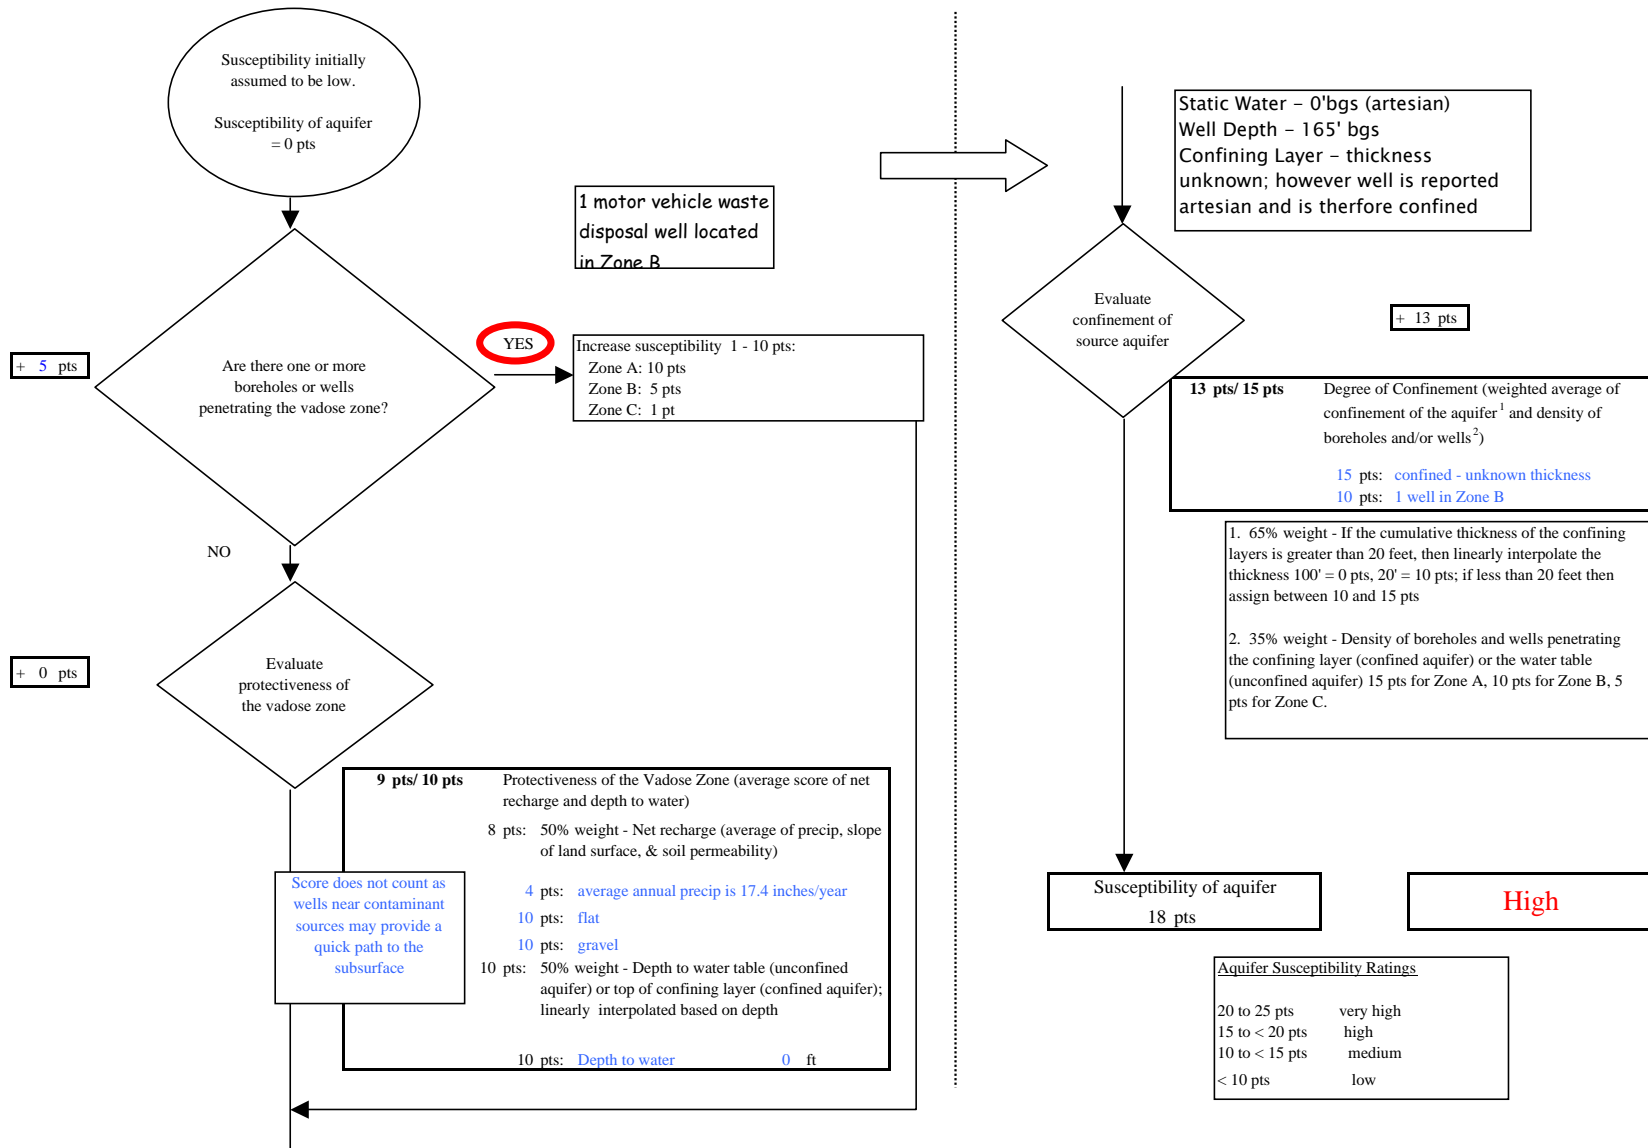 Susceptibility initially
assumed to be low.
Susceptibility of aquifer
= 0 pts
1 motor vehicle waste
disposal well located
in Zone B
+ 5 pts
Are there one or more
boreholes or wells
penetrating the vadose zone?
YES
Increase susceptibility 1 - 10 pts:
Zone A: 10 pts
Zone B: 5 pts
Zone C: 1 pt
NO
+ 0 pts
Evaluate
protectiveness of
the vadose zone
9 pts/ 10 pts
Protectiveness of the Vadose Zone (average score of net
recharge and depth to water)
8 pts: 50% weight - Net recharge (average of precip, slope
of land surface, & soil permeability)
4 pts: average annual precip is 17.4 inches/year
10 pts: flat
10 pts: gravel
10 pts: 50% weight - Depth to water table (unconfined
aquifer) or top of confining layer (confined aquifer);
linearly interpolated based on depth
10 pts: Depth to water 0 ft
Score does not count as
wells near contaminant
sources may provide a
quick path to the
subsurface
Static Water – 0'bgs (artesian)
Well Depth – 165' bgs
Confining Layer – thickness
unknown; however well is reported
artesian and is therfore confined
Evaluate
confinement of
source aquifer
+ 13 pts
13 pts/ 15 pts
Degree of Confinement (weighted average of
confinement of the aquifer1 and density of
boreholes and/or wells2)
15 pts: confined - unknown thickness
10 pts: 1 well in Zone B
1. 65% weight - If the cumulative thickness of the confining
layers is greater than 20 feet, then linearly interpolate the
thickness 100' = 0 pts, 20' = 10 pts; if less than 20 feet then
assign between 10 and 15 pts
2. 35% weight - Density of boreholes and wells penetrating
the confining layer (confined aquifer) or the water table
(unconfined aquifer) 15 pts for Zone A, 10 pts for Zone B, 5
pts for Zone C.
Susceptibility of aquifer
18 pts
High
Aquifer Susceptibility Ratings
20 to 25 pts very high
15 to < 20 pts high
10 to < 15 pts medium
< 10 pts low